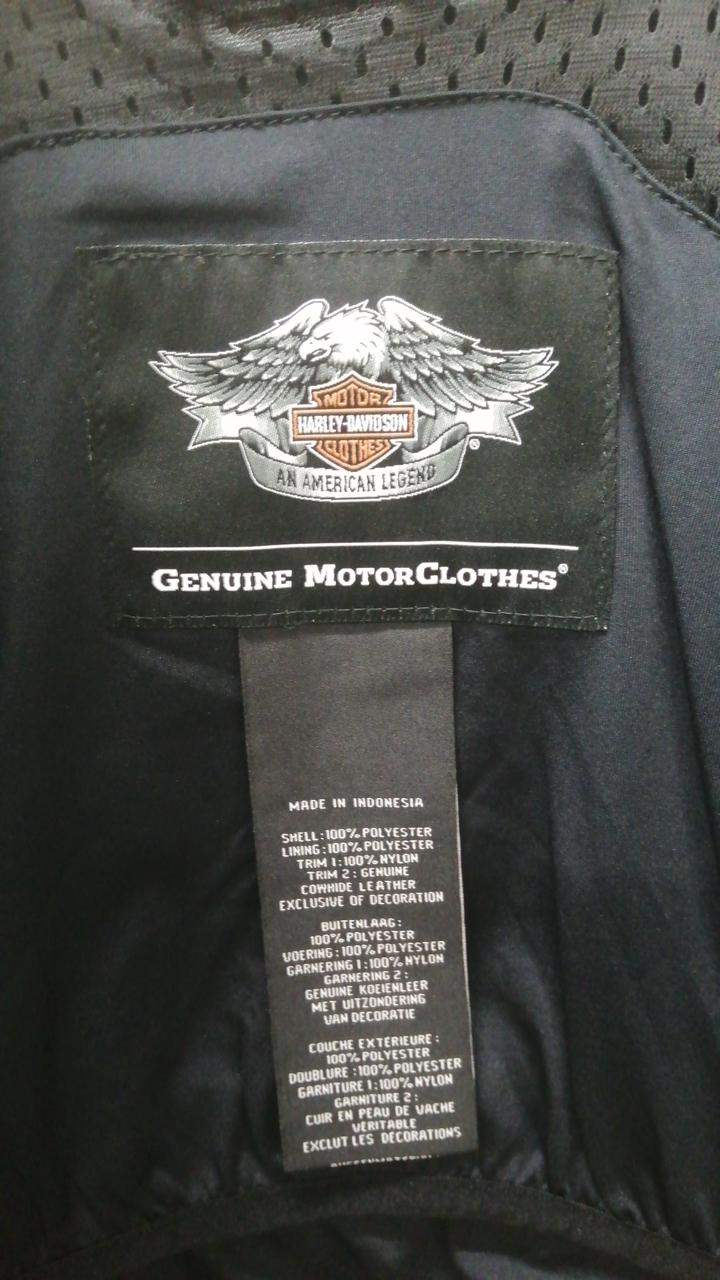 MOTOR
HARLEY-DAVIDSON
CLOTHES
®
AN AMERICAN LEGEND
GENUINE MOTORCLOTHES®
MADE IN INDONESIA
SHELL:100% POLYESTER
LINING:100% POLYESTER
TRIM 1:100% NYLON
TRIM 2: GENUINE
COWHIDE LEATHER
EXCLUSIVE OF DECORATION
BUITENLAAG:
100% POLYESTER
VOERING:100% POLYESTER
GARNERING 1:100% NYLON
GARNERING 2:
GENUINE KOEIENLEER
MET UITZONDERING
VAN DECORATIE
COUCHE EXTERIEURE:
100% POLYESTER
DOUBLURE:100% POLYESTER
GARNITURE 1:100% NYLON
GARNITURE 2:
CUIR EN PEAU DE VACHE
VERITABLE
EXCLUT LES DECORATIONS